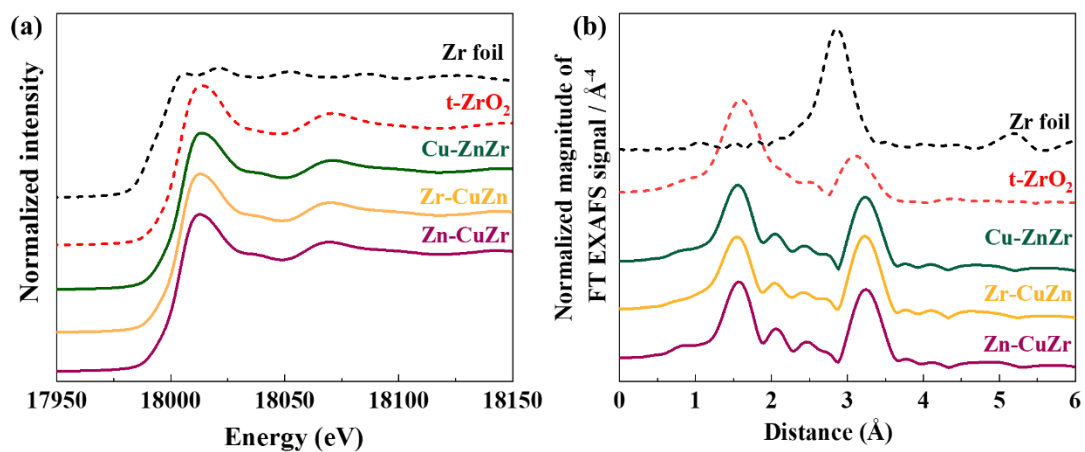 (a)
Normalized intensity
Zr foil
t-ZrO₂
Cu-ZnZr
Zr-CuZn
Zn-CuZr
17950 18000 18050 18100 18150
Energy (eV)
(b)
Normalized magnitude of
FT EXAFS signal / Å⁻⁴
Zr foil
t-ZrO₂
Cu-ZnZr
Zr-CuZn
Zn-CuZr
0 1 2 3 4 5 6
Distance (Å)